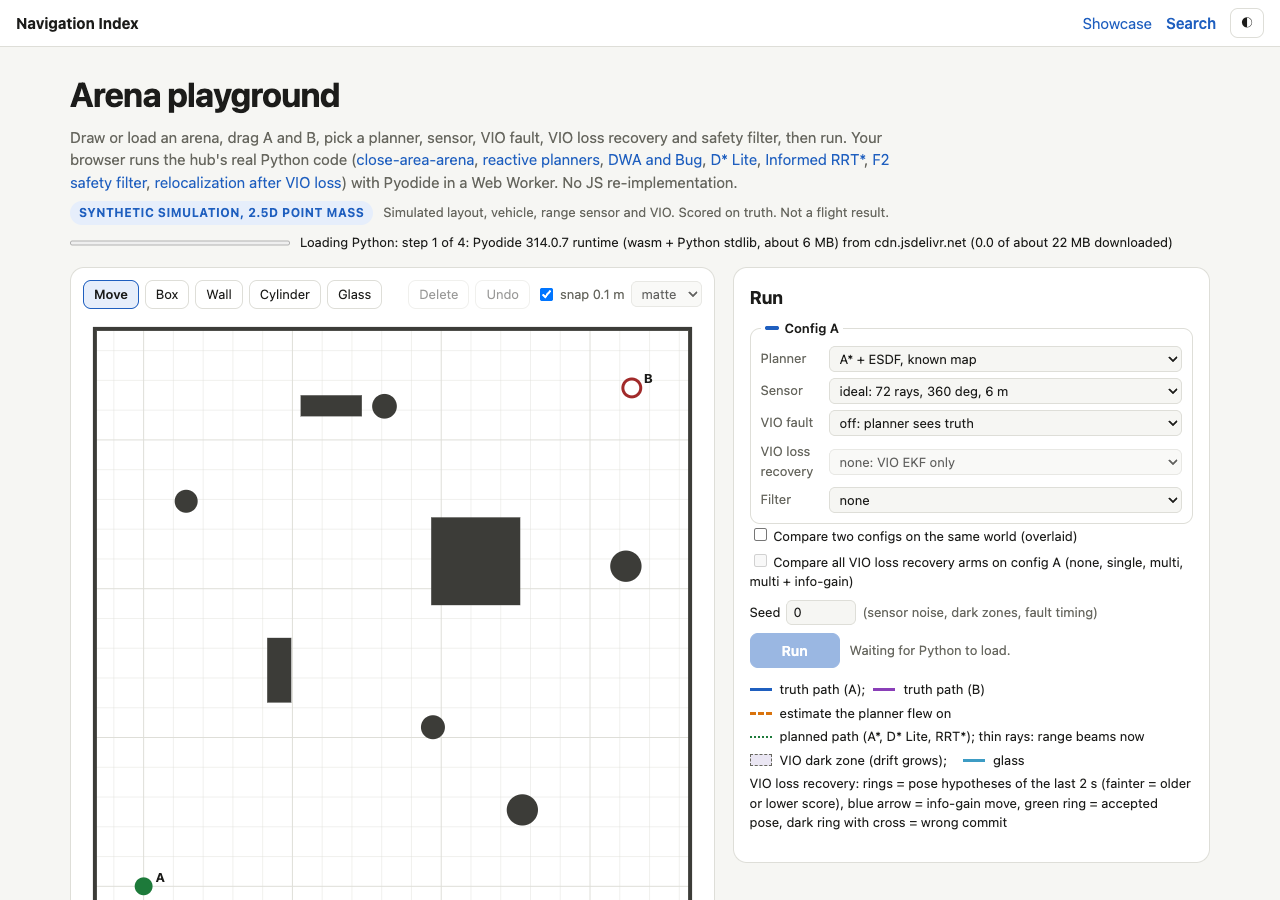 Navigation Index
Showcase Search
Arena playground
Draw or load an arena, drag A and B, pick a planner, sensor, VIO fault, VIO loss recovery and safety filter, then run. Your
browser runs the hub's real Python code (close-area-arena, reactive planners, DWA and Bug, D* Lite, Informed RRT*, F2
safety filter, relocalization after VIO loss) with Pyodide in a Web Worker. No JS re-implementation.
SYNTHETIC SIMULATION, 2.5D POINT MASS Simulated layout, vehicle, range sensor and VIO. Scored on truth. Not a flight result.
Loading Python: step 1 of 4: Pyodide 314.0.7 runtime (wasm + Python stdlib, about 6 MB) from cdn.jsdelivr.net (0.0 of about 22 MB downloaded)
Move Box Wall Cylinder Glass Delete Undo snap 0.1 m matte
B
A
Run
Config A
Planner A* + ESDF, known map
Sensor ideal: 72 rays, 360 deg, 6 m
VIO fault off: planner sees truth
VIO loss
recovery none: VIO EKF only
Filter none
Compare two configs on the same world (overlaid)
Compare all VIO loss recovery arms on config A (none, single, multi,
multi + info-gain)
Seed 0 (sensor noise, dark zones, fault timing)
Run Waiting for Python to load.
truth path (A); truth path (B)
estimate the planner flew on
planned path (A*, D* Lite, RRT*); thin rays: range beams now
VIO dark zone (drift grows); glass
VIO loss recovery: rings = pose hypotheses of the last 2 s (fainter = older
or lower score), blue arrow = info-gain move, green ring = accepted
pose, dark ring with cross = wrong commit